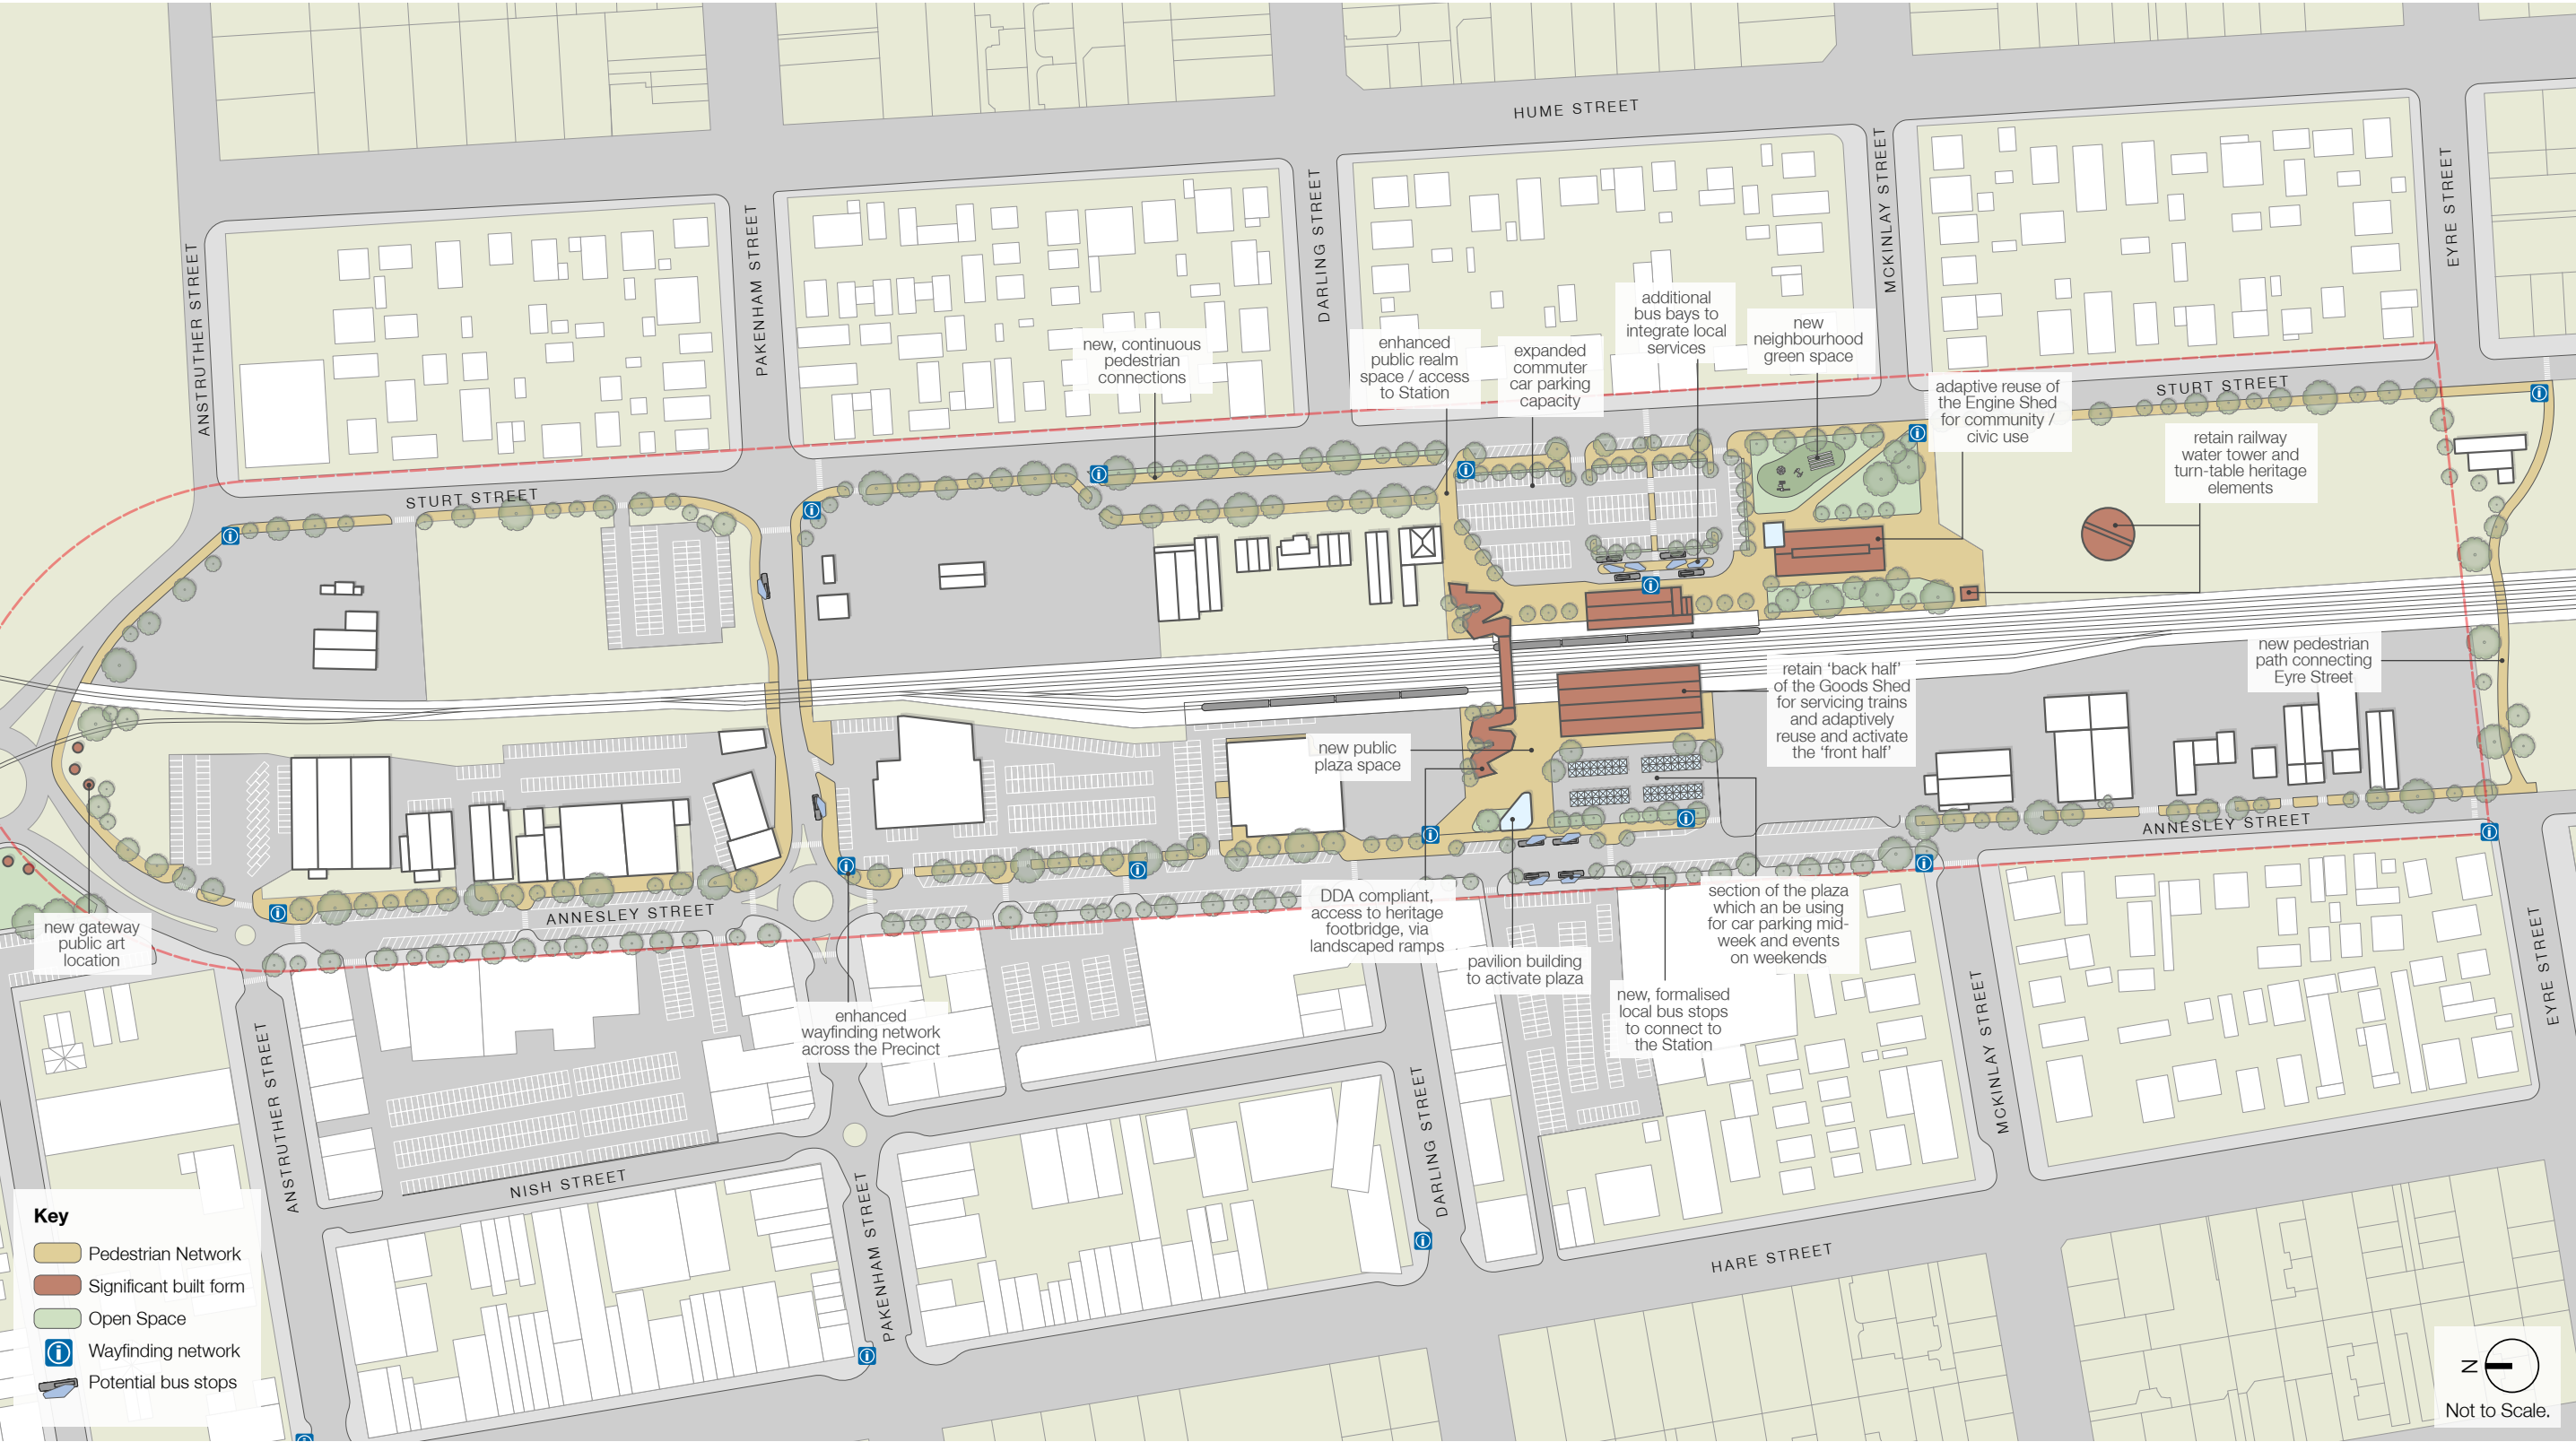 HUME STREET
ANSTRUTHER STREET
PAKENHAM STREET
DARLING STREET
MCKINLAY STREET
EYRE STREET
new, continuous
pedestrian
connections
enhanced
public realm
space / access
to Station
expanded
commuter
car parking
capacity
additional
bus bays to
integrate local
services
new
neighbourhood
green space
adaptive reuse of
the Engine Shed
for community /
civic use
STURT STREET
retain railway
water tower and
turn-table heritage
elements
STURT STREET
new pedestrian
path connecting
Eyre Street
retain ‘back half’
of the Goods Shed
for servicing trains
and adaptively
reuse and activate
the ‘front half’
new public
plaza space
ANNESLEY STREET
ANNESLEY STREET
new gateway
public art
location
DDA compliant,
access to heritage
footbridge, via
landscaped ramps
section of the plaza
which an be using
for car parking mid-
week and events
on weekends
pavilion building
to activate plaza
new, formalised
local bus stops
to connect to
the Station
enhanced
wayfinding network
across the Precinct
ANSTRUTHER STREET
NISH STREET
PAKENHAM STREET
DARLING STREET
MCKINLAY STREET
EYRE STREET
HARE STREET
Key
Pedestrian Network
Significant built form
Open Space
Wayfinding network
Potential bus stops
N
Not to Scale.